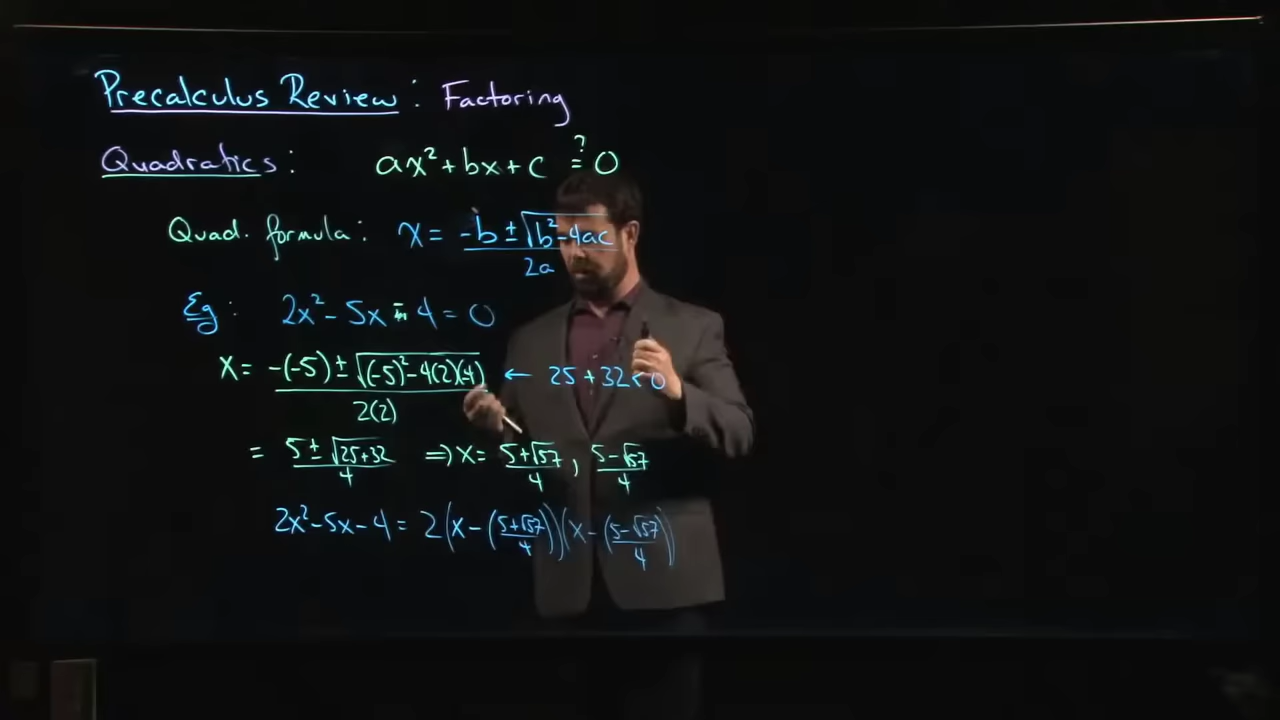 Precalculus Review: Factoring
Quadratics: ax²+bx+c ≟ 0
Quad. formula: x = (-b ± √(b²-4ac))/(2a)
Eg: 2x² - 5x - 4 = 0
x = (-(-5) ± √((-5)² - 4(2)(-4)))/(2(2)) ← 25 + 32 < 0
= (5 ± √(25+32))/4 ⇒ x = (5+√57)/4, (5-√57)/4
2x² - 5x - 4 = 2(x - ((5+√57)/4))(x - ((5-√57)/4))